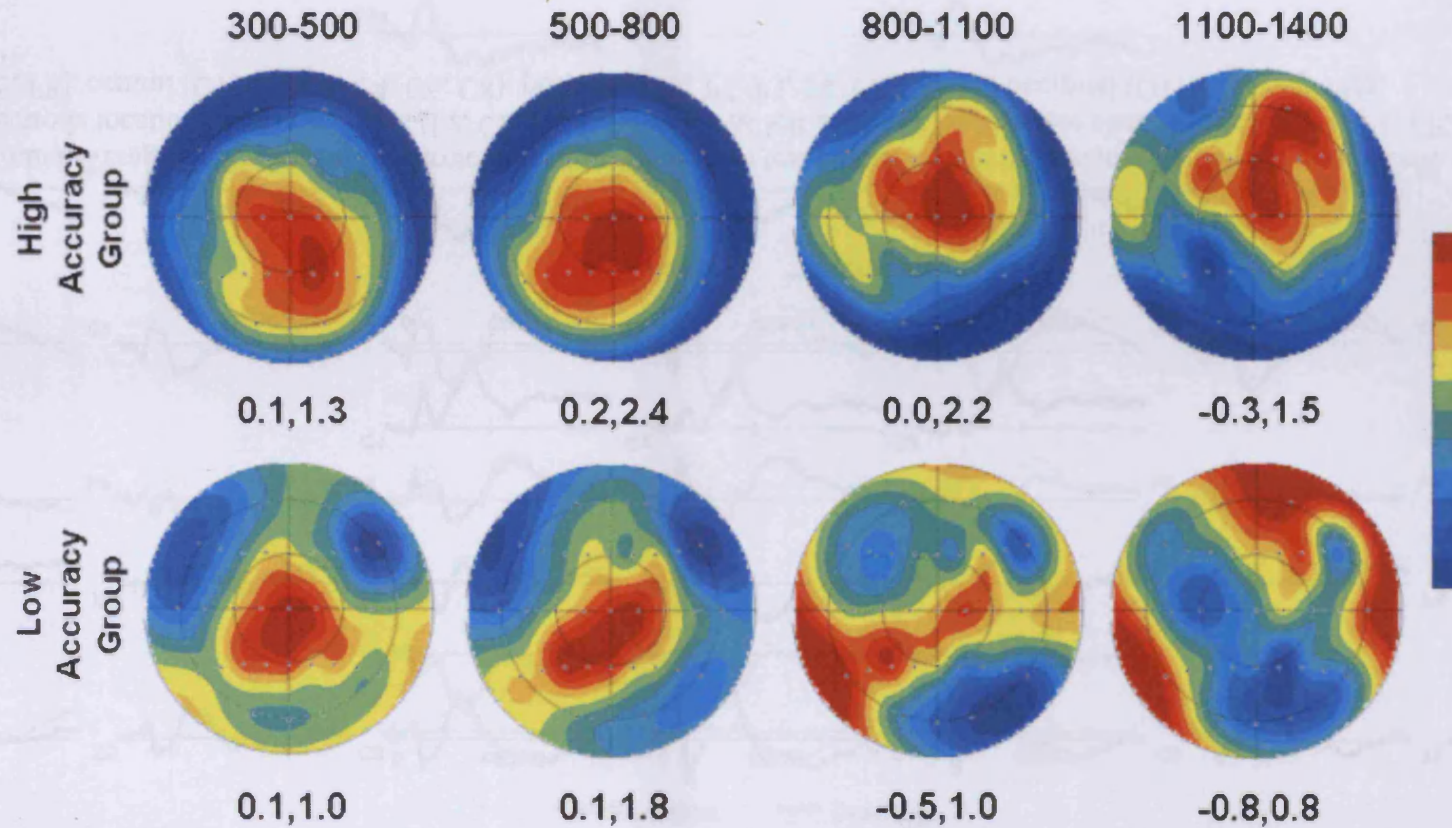 300-500 500-800 800-1100 1100-1400
High
Accuracy
Group
0.1,1.3 0.2,2.4 0.0,2.2 -0.3,1.5
Low
Accuracy
Group
0.1,1.0 0.1,1.8 -0.5,1.0 -0.8,0.8